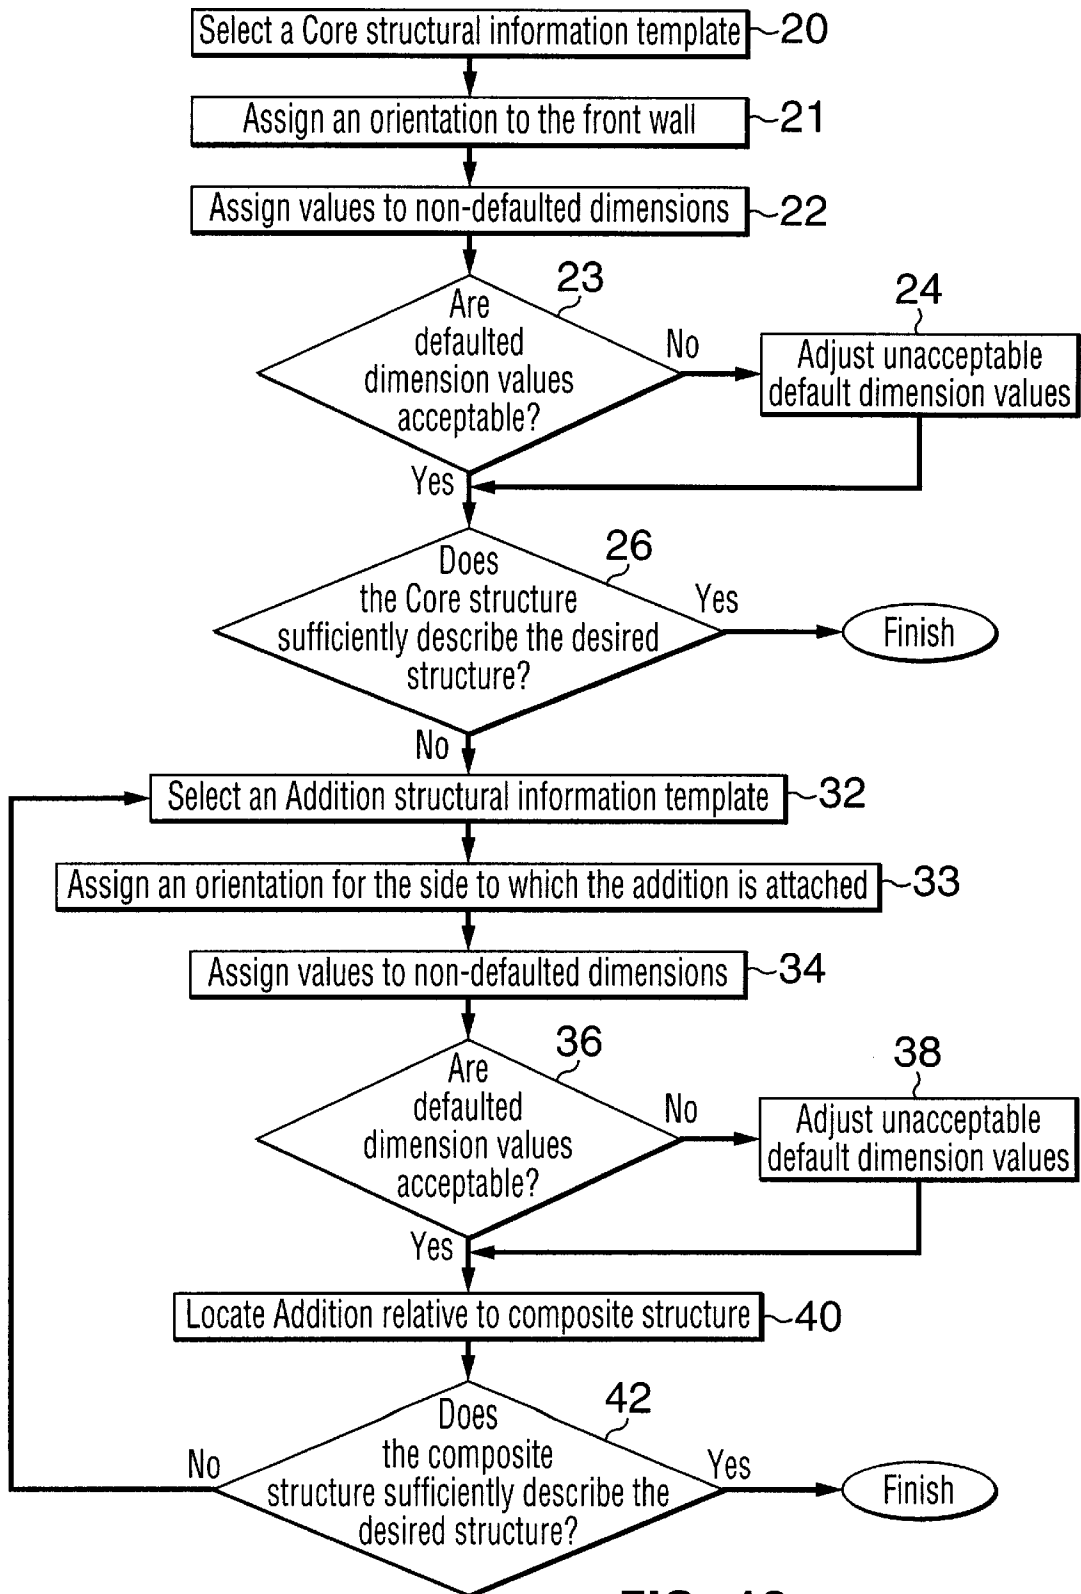 Select a Core structural information template
20
Assign an orientation to the front wall
21
Assign values to non-defaulted dimensions
22
23
Are
defaulted
dimension values
acceptable?
No
24
Adjust unacceptable
default dimension values
Yes
26
Does
the Core structure
sufficiently describe the desired
structure?
Yes
Finish
No
Select an Addition structural information template
32
Assign an orientation for the side to which the addition is attached
33
Assign values to non-defaulted dimensions
34
36
Are
defaulted
dimension values
acceptable?
No
38
Adjust unacceptable
default dimension values
Yes
Locate Addition relative to composite structure
40
42
Does
the composite
structure sufficiently describe the
desired structure?
No
Yes
Finish